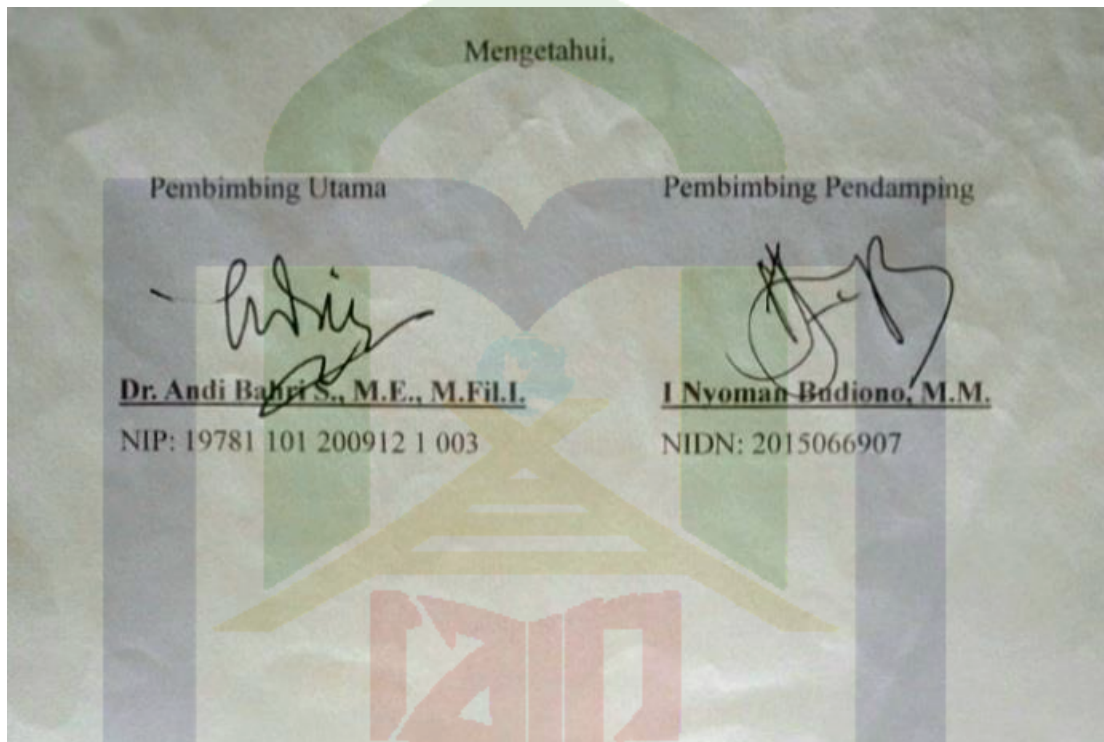 Mengetahui,
Pembimbing Utama
Pembimbing Pendamping
Dr. Andi Bahri S., M.E., M.Fil.I.
I Nyoman Budiono, M.M.
NIP: 19781 101 200912 1 003
NIDN: 2015066907